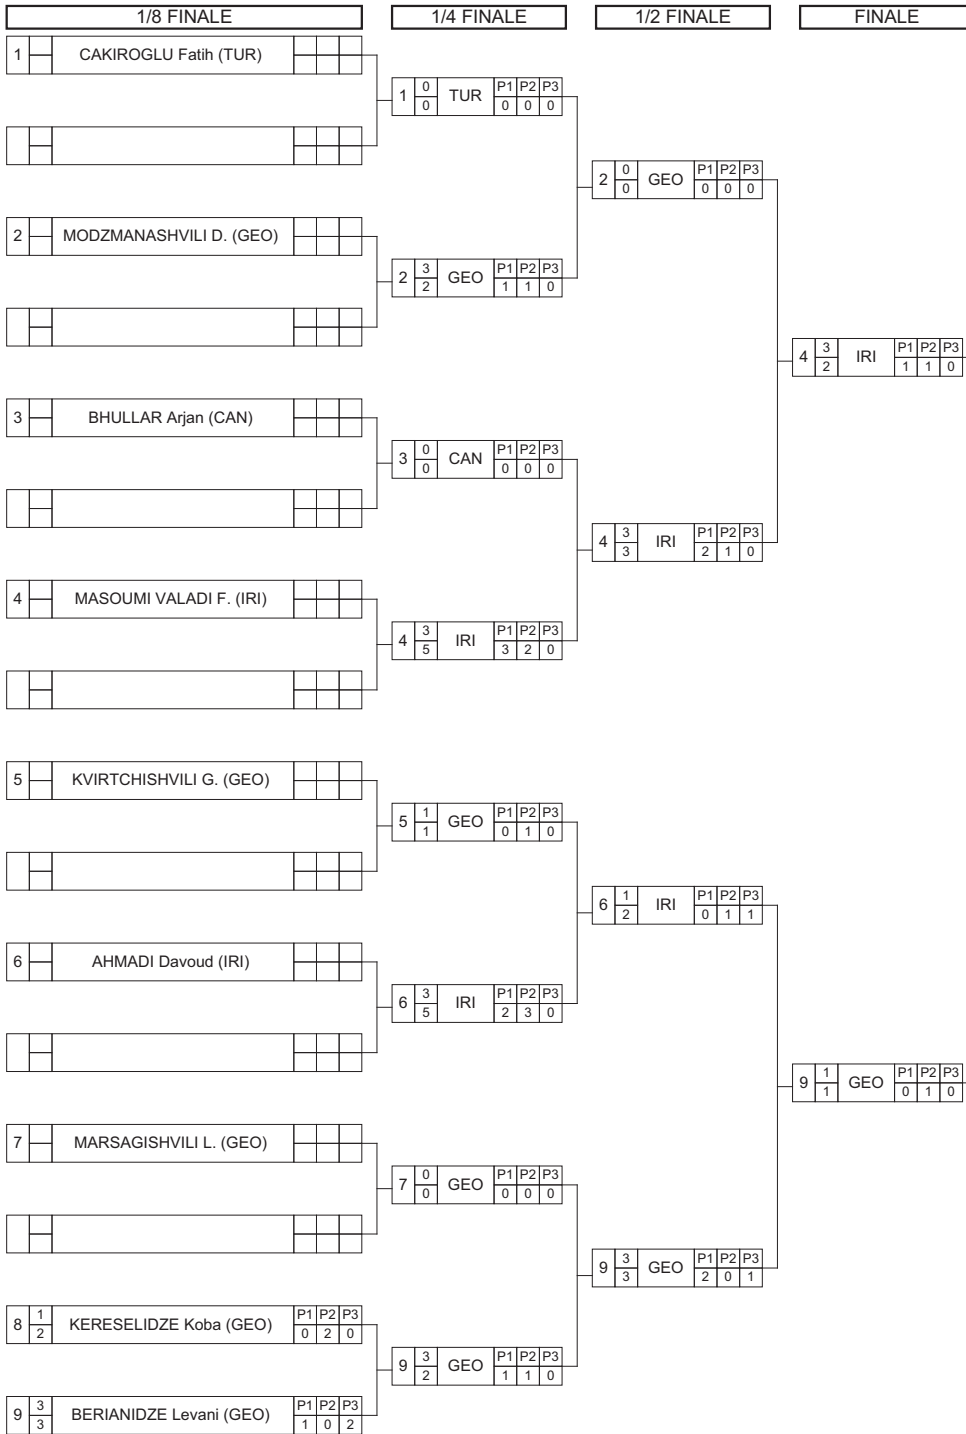 1/8 FINALE 1/4 FINALE 1/2 FINALE FINALE
1 CAKIROGLU Fatih (TUR)
1 0 0 TUR P1 P2 P3 0 0 0
2 0 0 GEO P1 P2 P3 0 0 0
2 MODZMANASHVILI D. (GEO)
2 3 2 GEO P1 P2 P3 1 1 0
4 3 2 IRI P1 P2 P3 1 1 0
3 BHULLAR Arjan (CAN)
3 0 0 CAN P1 P2 P3 0 0 0
4 3 3 IRI P1 P2 P3 2 1 0
4 MASOUMI VALADI F. (IRI)
4 3 5 IRI P1 P2 P3 3 2 0
5 KVIRTCHISHVILI G. (GEO)
5 1 1 GEO P1 P2 P3 0 1 0
6 1 2 IRI P1 P2 P3 0 1 1
6 AHMADI Davoud (IRI)
6 3 5 IRI P1 P2 P3 2 3 0
9 1 1 GEO P1 P2 P3 0 1 0
7 MARSAGISHVILI L. (GEO)
7 0 0 GEO P1 P2 P3 0 0 0
9 3 3 GEO P1 P2 P3 2 0 1
8 1 2 KERESELIDZE Koba (GEO) P1 P2 P3 0 2 0
9 3 2 GEO P1 P2 P3 1 1 0
9 3 3 BERIANIDZE Levani (GEO) P1 P2 P3 1 0 2